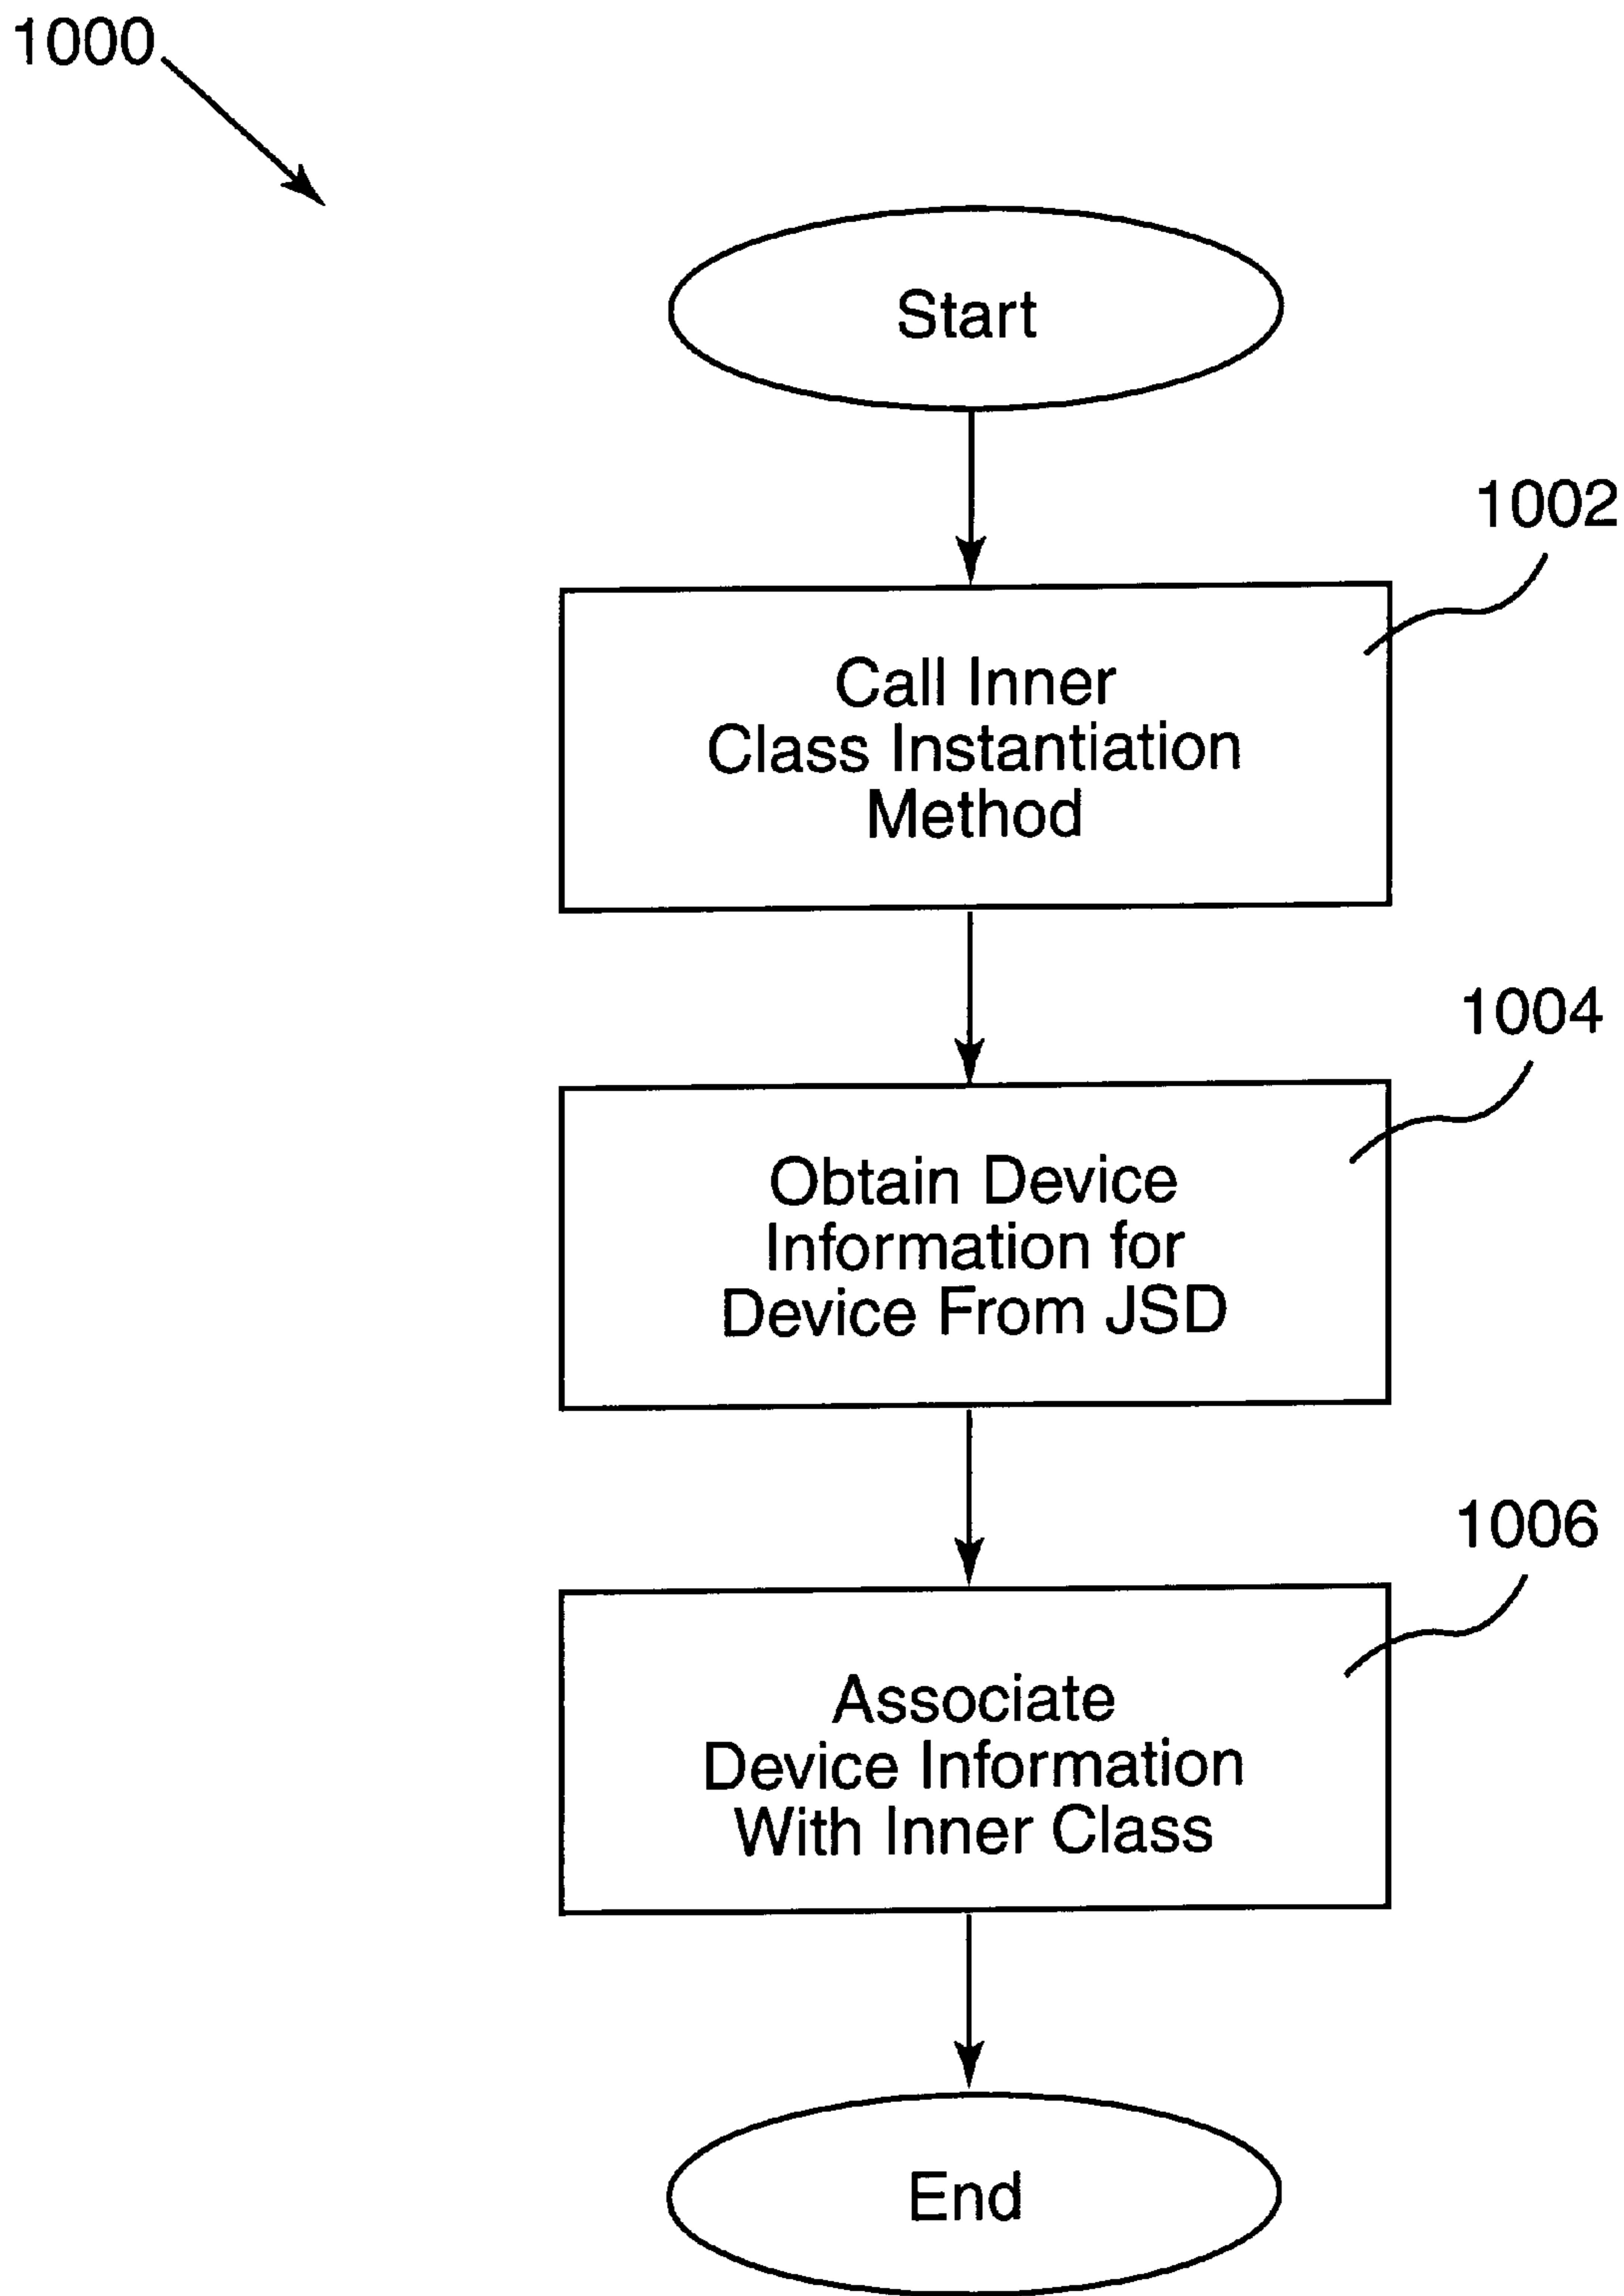 1000
Start
1002
Call Inner
Class Instantiation
Method
1004
Obtain Device
Information for
Device From JSD
1006
Associate
Device Information
With Inner Class
End